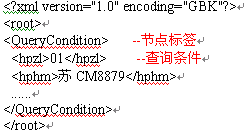 <?xml version="1.0" encoding="GBK"?>
<root>
<QueryCondition> --节点标签
<hpzl>01</hpzl> --查询条件
<hphm>苏 CM8879</hphm>
......
</QueryCondition>
</root>